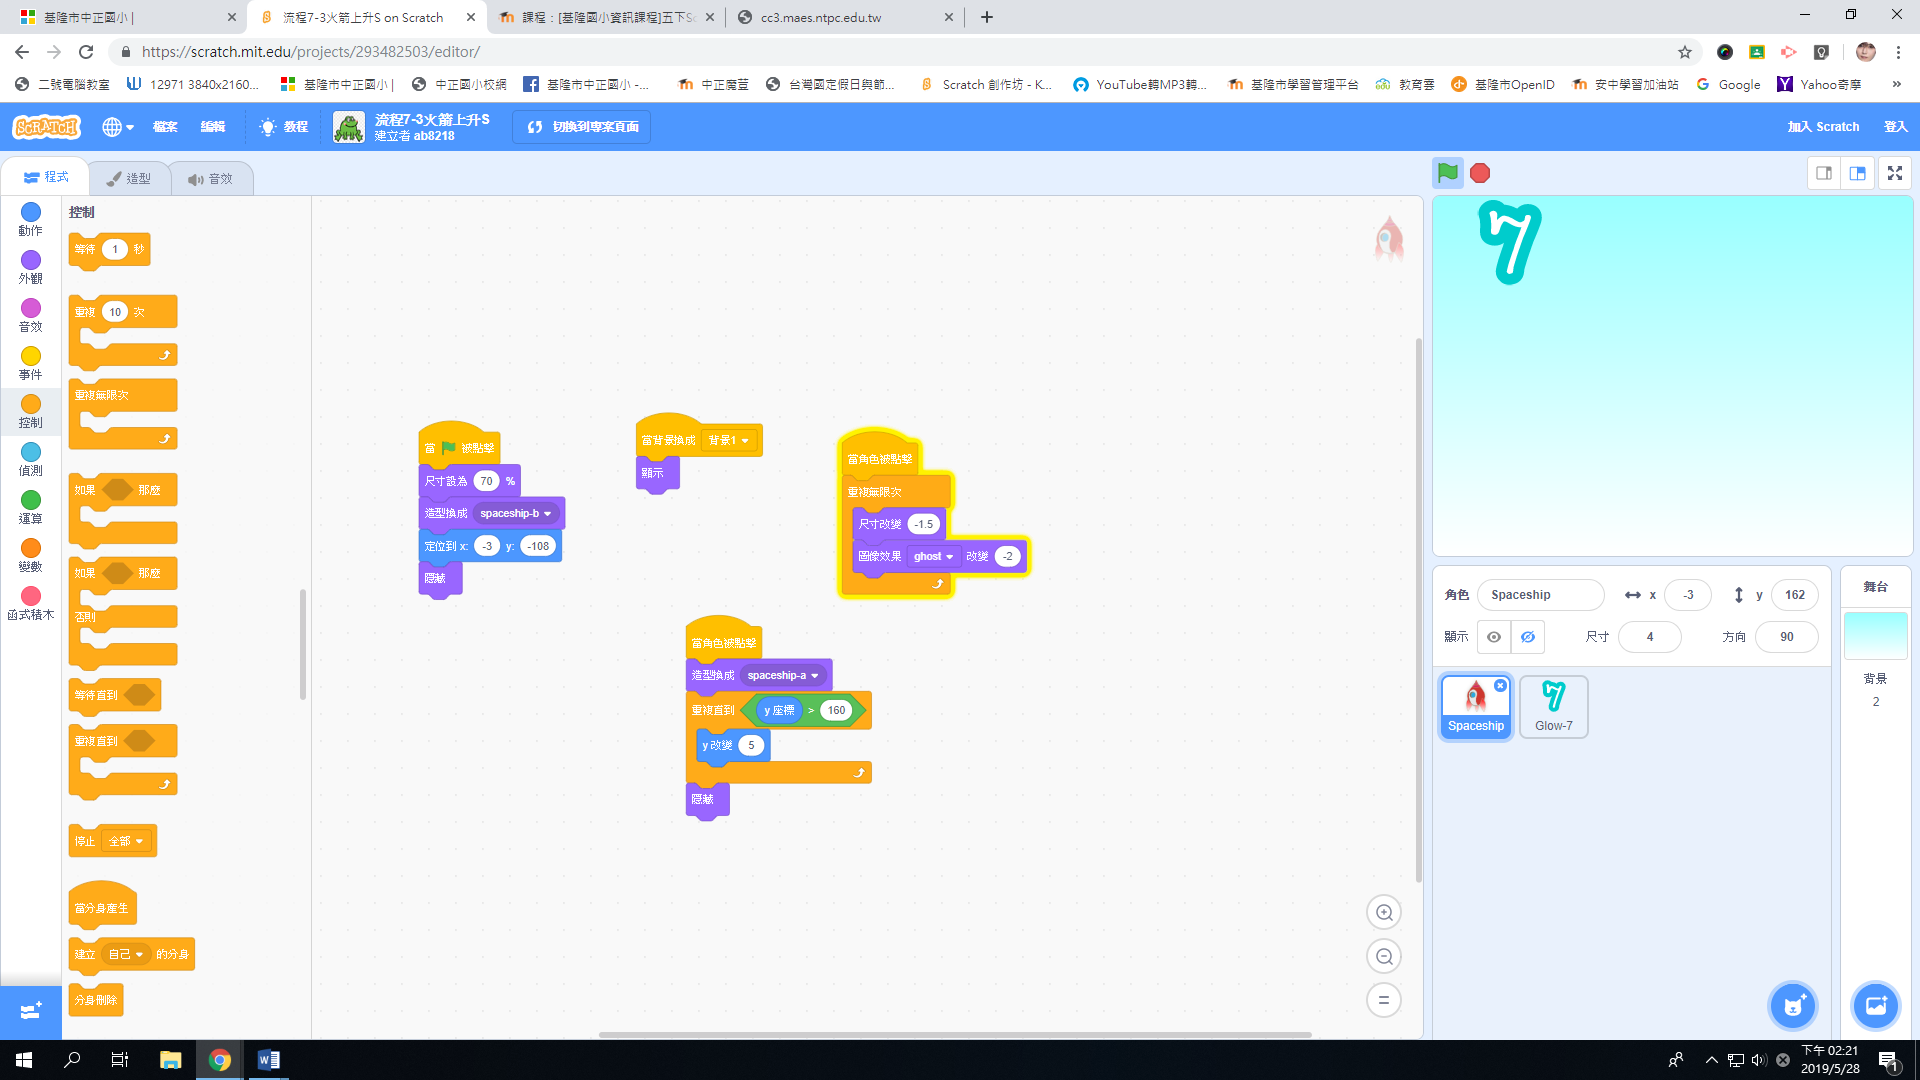 基隆市中正國小 |
流程7-3火箭上升S on Scratch
課程：[基隆國小資訊課程]五下Sc
cc3.maes.ntpc.edu.tw
https://scratch.mit.edu/projects/293482503/editor/
二號電腦教室
12971 3840x2160...
基隆市中正國小 |
中正國小校網
基隆市中正國小 -...
中正魔荳
台灣國定假日與節...
Scratch 創作坊 - K...
YouTube轉MP3轉...
基隆市學習管理平台
教育雲
基隆市OpenID
安中學習加油站
Google
Yahoo奇摩
»
SCRATCH
檔案
編輯
教程
流程7-3火箭上升S
建立者 ab8218
切換到專案頁面
加入 Scratch
登入
程式
造型
音效
動作
外觀
音效
事件
控制
偵測
運算
變數
函式積木
控制
等待 1 秒
重複 10 次
重複無限次
如果 那麼
如果 那麼
否則
等待直到
重複直到
停止 全部
當分身產生
建立 自己 的分身
分身刪除
當 被點擊
尺寸設為 70 %
造型換成 spaceship-b
定位到 x: -3 y: -108
隱藏
當背景換成 背景1
顯示
當角色被點擊
重複無限次
尺寸改變 -1.5
圖像效果 ghost 改變 -2
當角色被點擊
造型換成 spaceship-a
重複直到 y 座標 > 160
y 改變 5
隱藏
7
角色 Spaceship x -3 y 162
顯示 尺寸 4 方向 90
Spaceship
Glow-7
舞台
背景
2
下午 02:21
2019/5/28
1